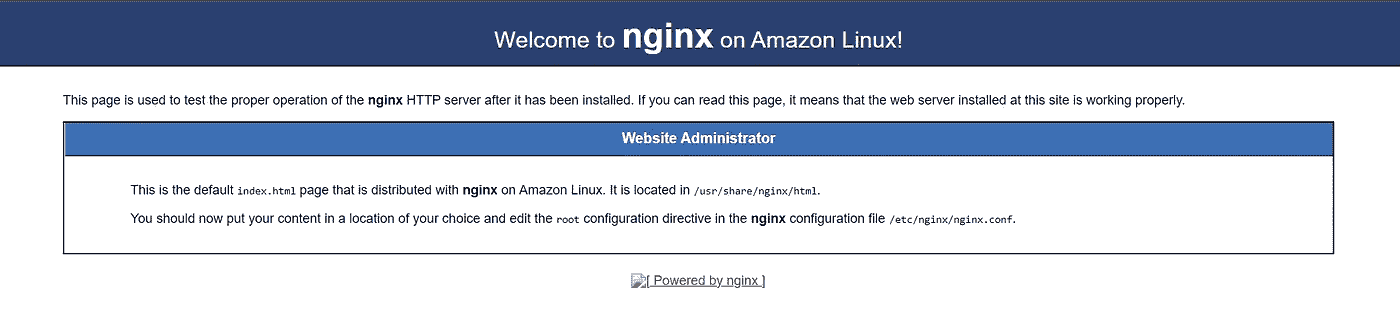 Welcome to nginx on Amazon Linux!
This page is used to test the proper operation of the nginx HTTP server after it has been installed. If you can read this page, it means that the web server installed at this site is working properly.
Website Administrator
This is the default index.html page that is distributed with nginx on Amazon Linux. It is located in /usr/share/nginx/html.
You should now put your content in a location of your choice and edit the root configuration directive in the nginx configuration file /etc/nginx/nginx.conf.
[ Powered by nginx ]